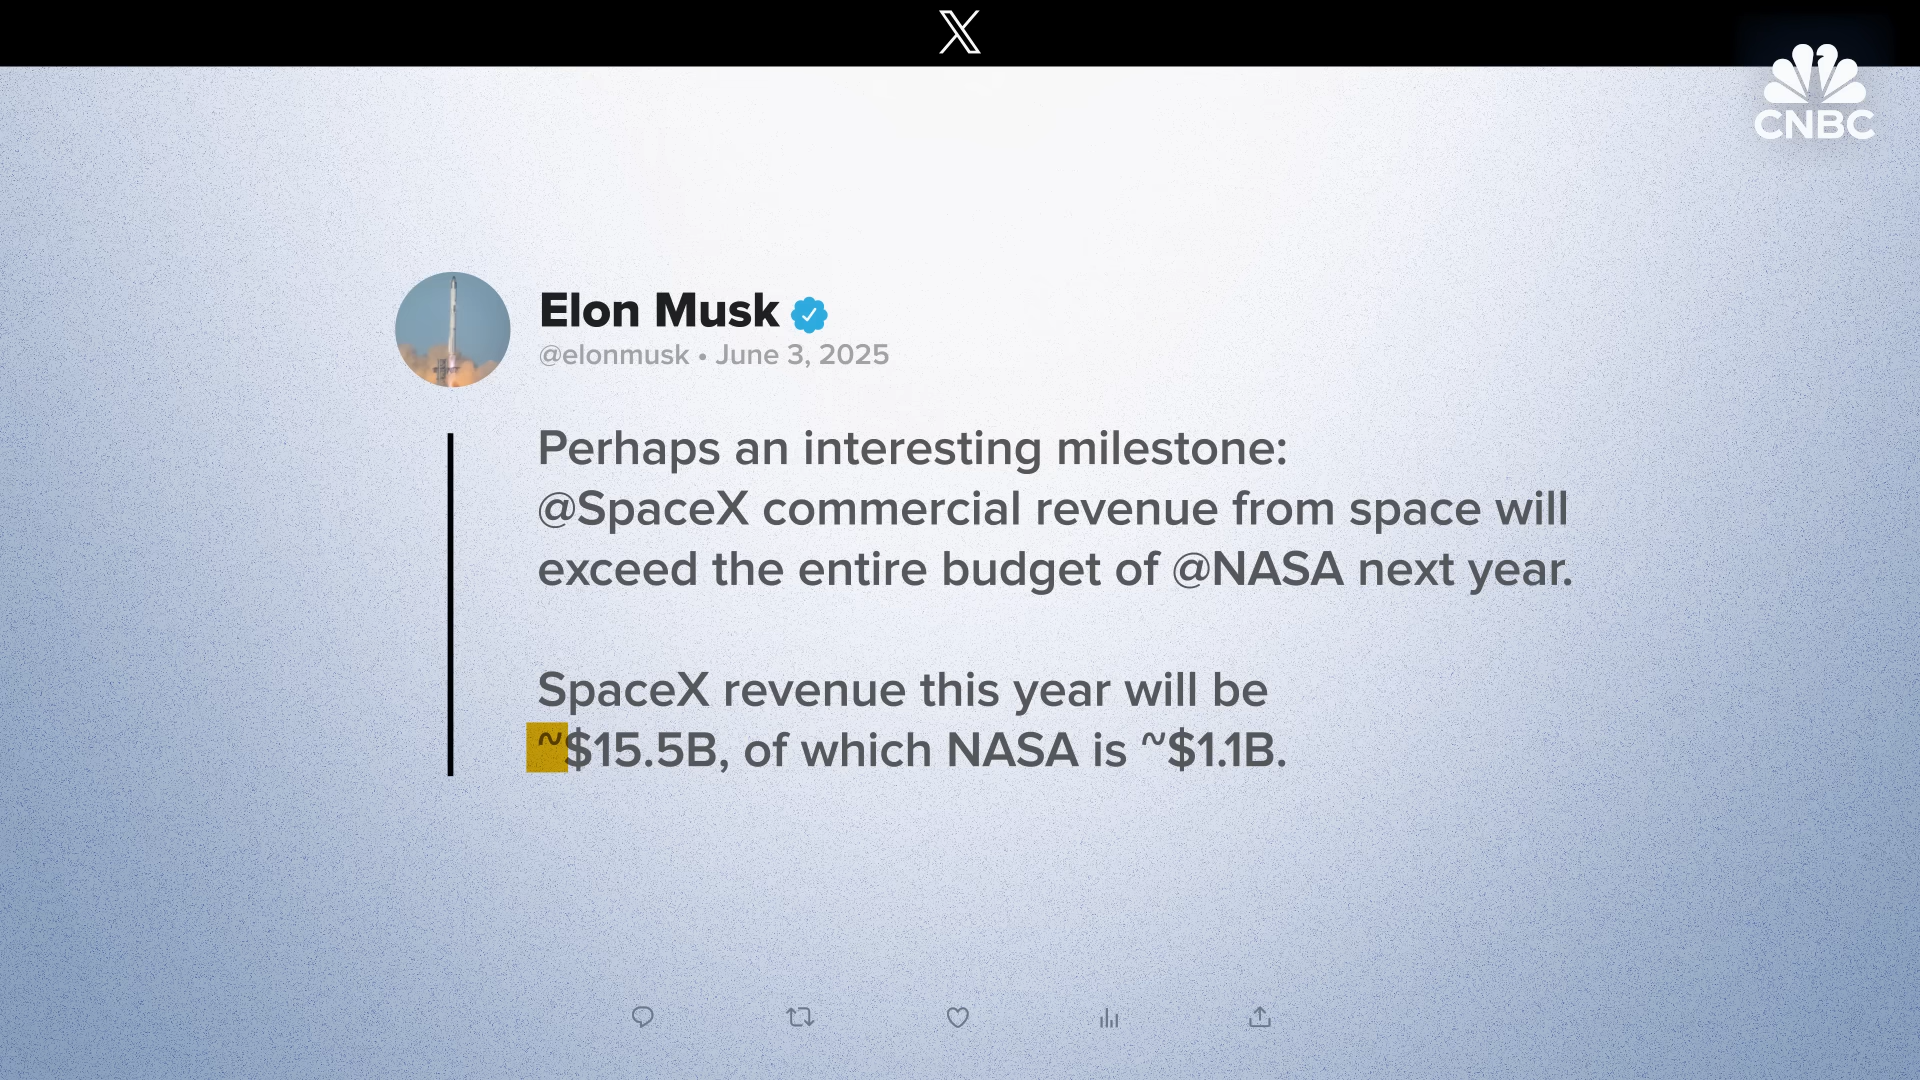 CNBC
Elon Musk
@elonmusk • June 3, 2025
Perhaps an interesting milestone:
@SpaceX commercial revenue from space will
exceed the entire budget of @NASA next year.
SpaceX revenue this year will be
~$15.5B, of which NASA is ~$1.1B.